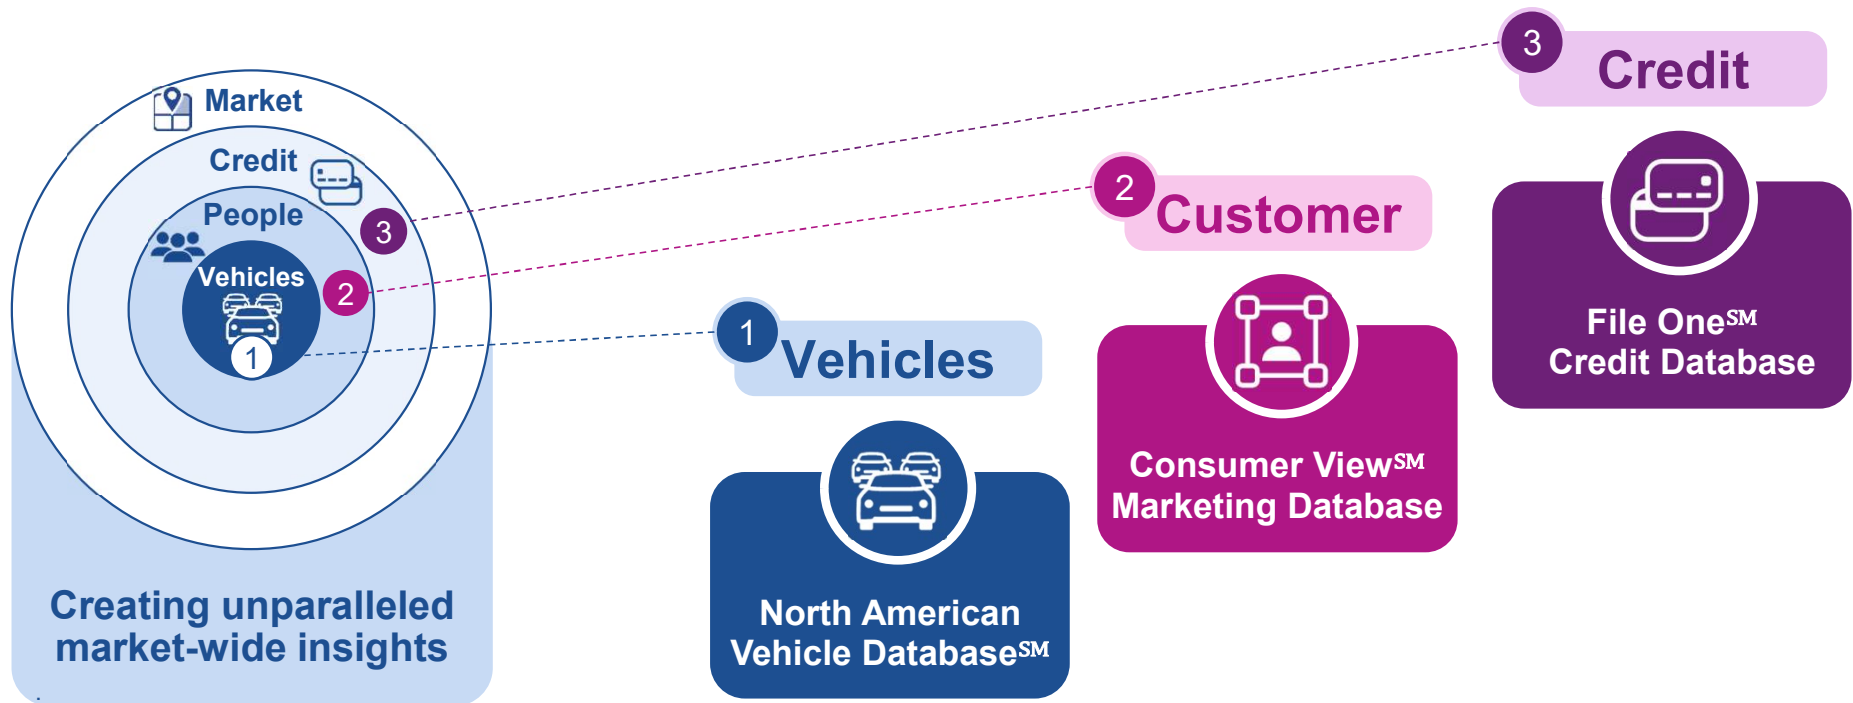 Market
Credit
People
Vehicles
1
2
3
Creating unparalleled
market-wide insights
1
Vehicles
North American
Vehicle Database℠
2
Customer
Consumer View℠
Marketing Database
3
Credit
File One℠
Credit Database